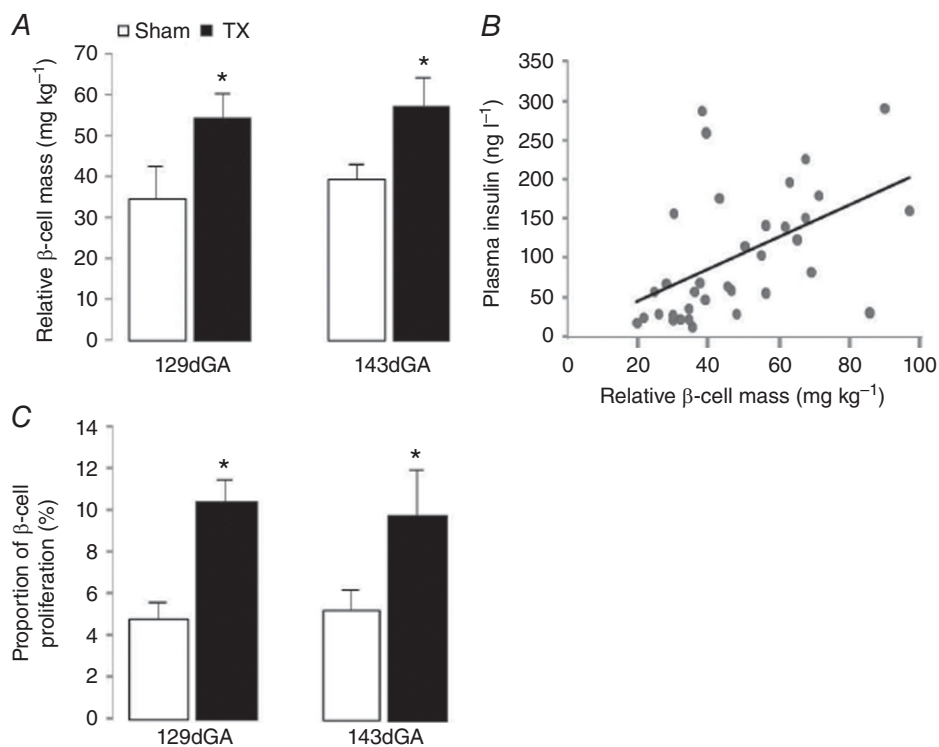 A
Sham TX
Relative β-cell mass (mg kg⁻¹)
70
60
50
40
30
20
10
0
* *
129dGA 143dGA
B
Plasma insulin (ng l⁻¹)
350
300
250
200
150
100
50
0
0 20 40 60 80 100
Relative β-cell mass (mg kg⁻¹)
C
Proportion of β-cell
proliferation (%)
14
12
10
8
6
4
2
0
* *
129dGA 143dGA